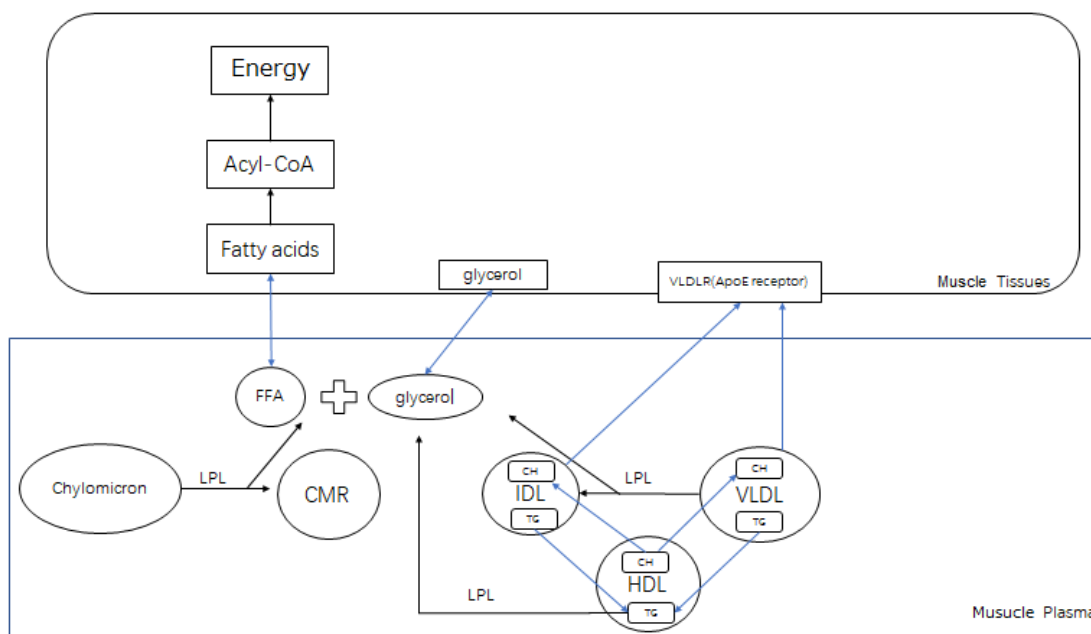 Energy
Acyl-CoA
Fatty acids
glycerol
VLDLR(ApoE receptor)
Muscle Tissues
FFA
glycerol
Chylomicron
LPL
CMR
CH
IDL
TG
LPL
CH
VLDL
TG
CH
HDL
TG
LPL
Musucle Plasma